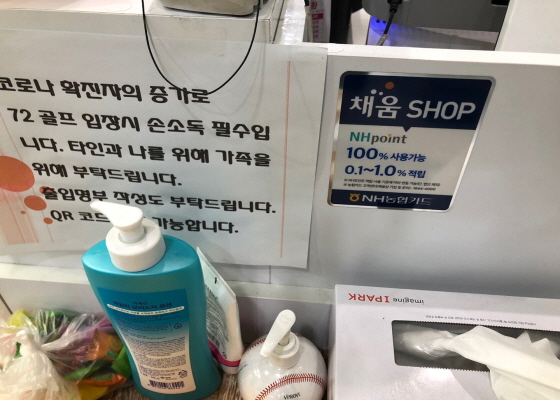 코로나 확진자의 증가로
72 골프 입장시 손소독 필수입
니다. 타인과 나를 위해 가족을
위해 부탁드립니다.
출입명부 작성도 부탁드립니다.
QR 코드 가능합니다.
채움 SHOP
NHpoint
100% 사용가능
0.1~1.0% 적립
NH농협카드
imagine IPARK